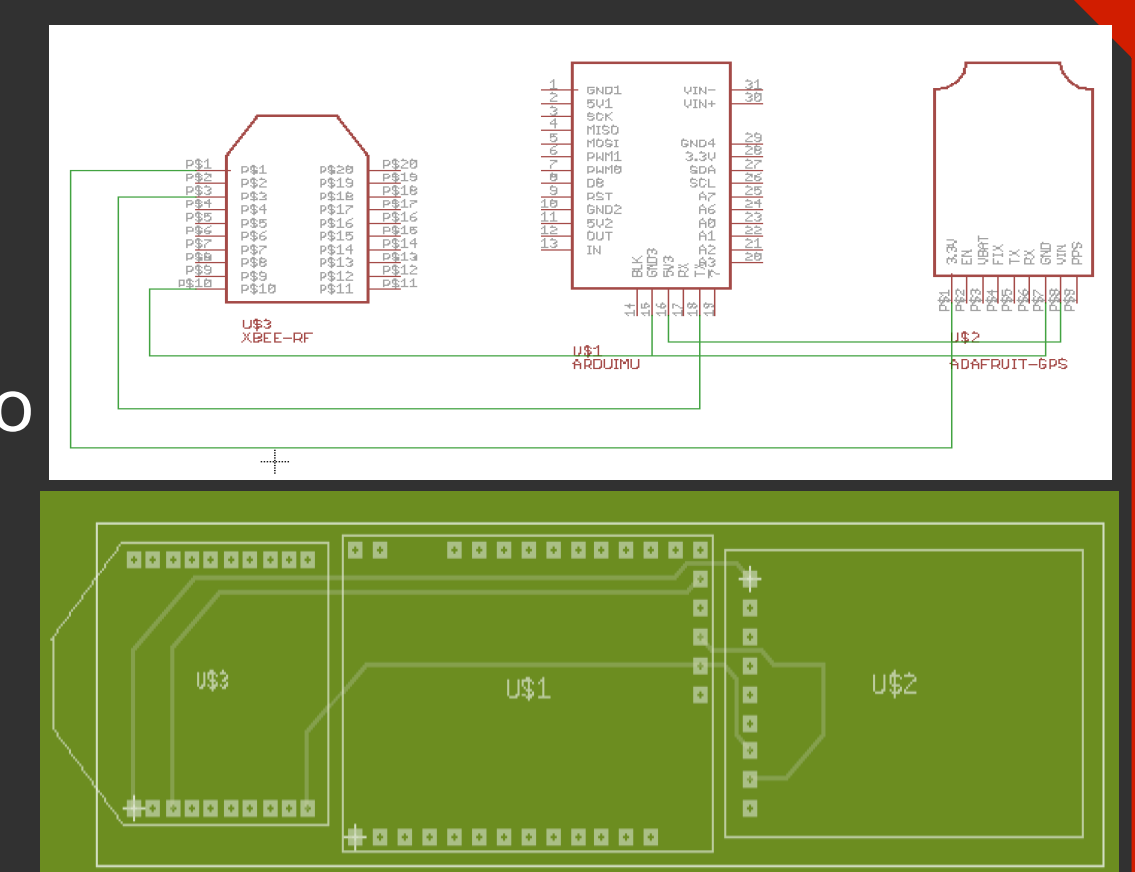 o
P$1 P$1 P$20 P$20
P$2 P$19 P$19
P$3 P$3 P$18 P$18
P$4 P$4 P$17 P$17
P$5 P$5 P$16 P$16
P$6 P$6 P$15 P$15
P$7 P$7 P$14 P$14
P$8 P$8 P$13 P$13
P$9 P$9 P$12 P$12
P$10 P$10 P$11 P$11
U$3
XBEE-RF
1 GND1 VIN- 31
2 5V1 VIN+ 30
3 SCK
4 MISO
5 MOSI GND4 29
6 PWM1 3.3V 28
7 PWM0 SDA 27
8 D8 SCL 26
9 RST A7 25
10 GND2 A6 24
11 5V2 A0 23
12 OUT A1 22
13 IN A2 21
A3 20
BLK GND3 5V3 RX TX ?
14 15 16 17 18 19
U$1
ARDUIMU
3.3V EN VBAT FIX TX RX GND VIN PPS
P$1 P$2 P$3 P$4 P$5 P$6 P$7 P$8 P$9
U$2
ADAFRUIT-GPS
U$3
U$1
U$2